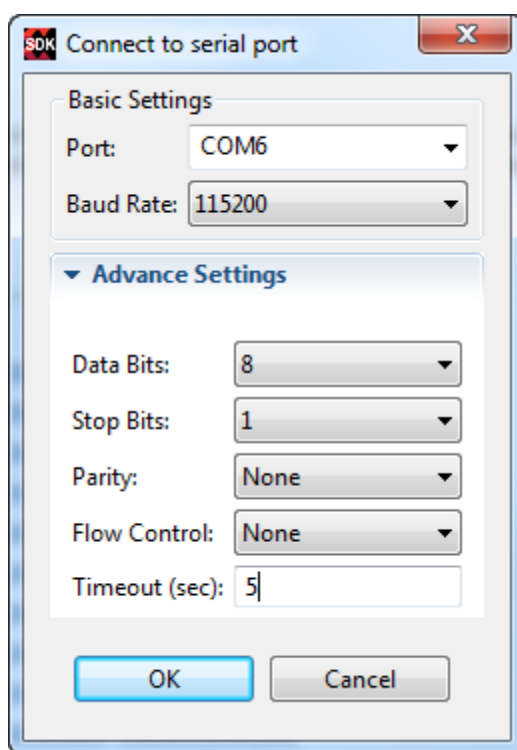 SDK Connect to serial port
Basic Settings
Port: COM6
Baud Rate: 115200
Advance Settings
Data Bits: 8
Stop Bits: 1
Parity: None
Flow Control: None
Timeout (sec): 5
OK Cancel